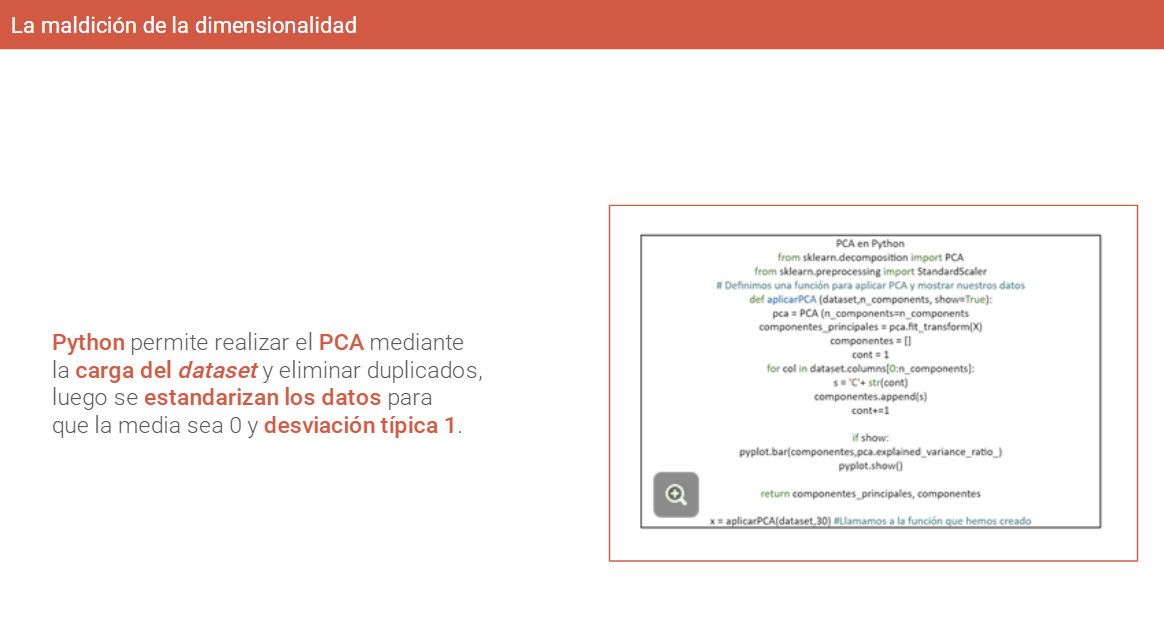 La maldición de la dimensionalidad
Python permite realizar el PCA mediante
la carga del dataset y eliminar duplicados,
luego se estandarizan los datos para
que la media sea 0 y desviación típica 1.
PCA en Python
from sklearn.decomposition import PCA
from sklearn.preprocessing import StandardScaler
# Definimos una función para aplicar PCA y mostrar nuestros datos
def aplicarPCA (dataset,n_components, show=True):
pca = PCA (n_components=n_components
componentes_principales = pca.fit_transform(X)
componentes = []
cont = 1
for col in dataset.columns[0:n_components]:
s = 'C'+ str(cont)
componentes.append(s)
cont+=1
if show:
pyplot.bar(componentes,pca.explained_variance_ratio_)
pyplot.show()
return componentes_principales, componentes
x = aplicarPCA(dataset,30) #Llamamos a la función que hemos creado